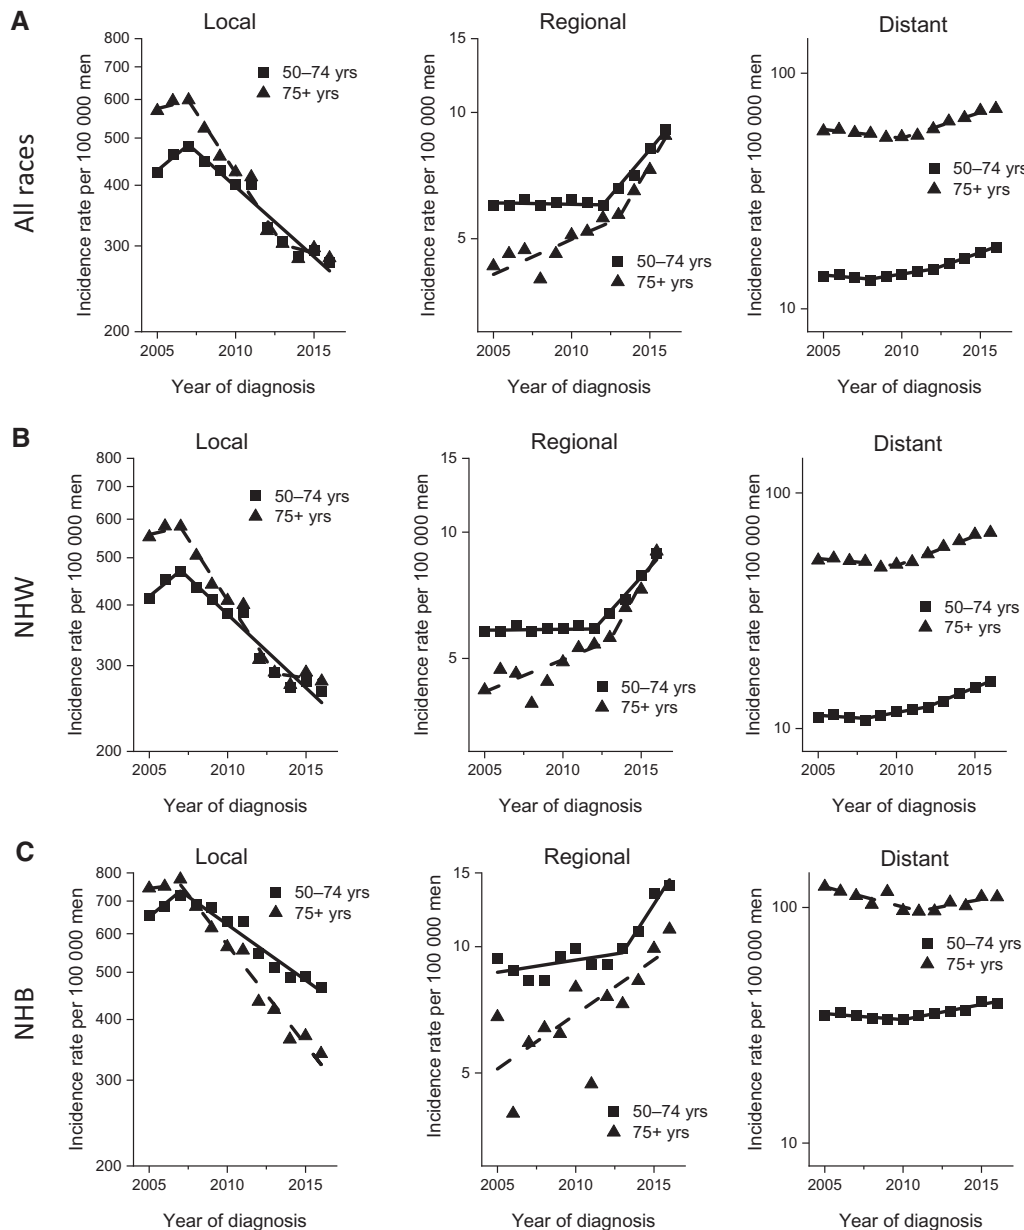 A
All races
Local
Incidence rate per 100 000 men
800
700
600
500
400
300
200
50–74 yrs
75+ yrs
2005 2010 2015
Year of diagnosis
Regional
Incidence rate per 100 000 men
15
10
5
50–74 yrs
75+ yrs
2005 2010 2015
Year of diagnosis
Distant
Incidence rate per 100 000 men
100
10
50–74 yrs
75+ yrs
2005 2010 2015
Year of diagnosis
B
NHW
Local
Incidence rate per 100 000 men
800
700
600
500
400
300
200
50–74 yrs
75+ yrs
2005 2010 2015
Year of diagnosis
Regional
Incidence rate per 100 000 men
15
10
5
50–74 yrs
75+ yrs
2005 2010 2015
Year of diagnosis
Distant
Incidence rate per 100 000 men
100
10
50–74 yrs
75+ yrs
2005 2010 2015
Year of diagnosis
C
NHB
Local
Incidence rate per 100 000 men
800
700
600
500
400
300
200
50–74 yrs
75+ yrs
2005 2010 2015
Year of diagnosis
Regional
Incidence rate per 100 000 men
15
10
5
50–74 yrs
75+ yrs
2005 2010 2015
Year of diagnosis
Distant
Incidence rate per 100 000 men
100
10
50–74 yrs
75+ yrs
2005 2010 2015
Year of diagnosis